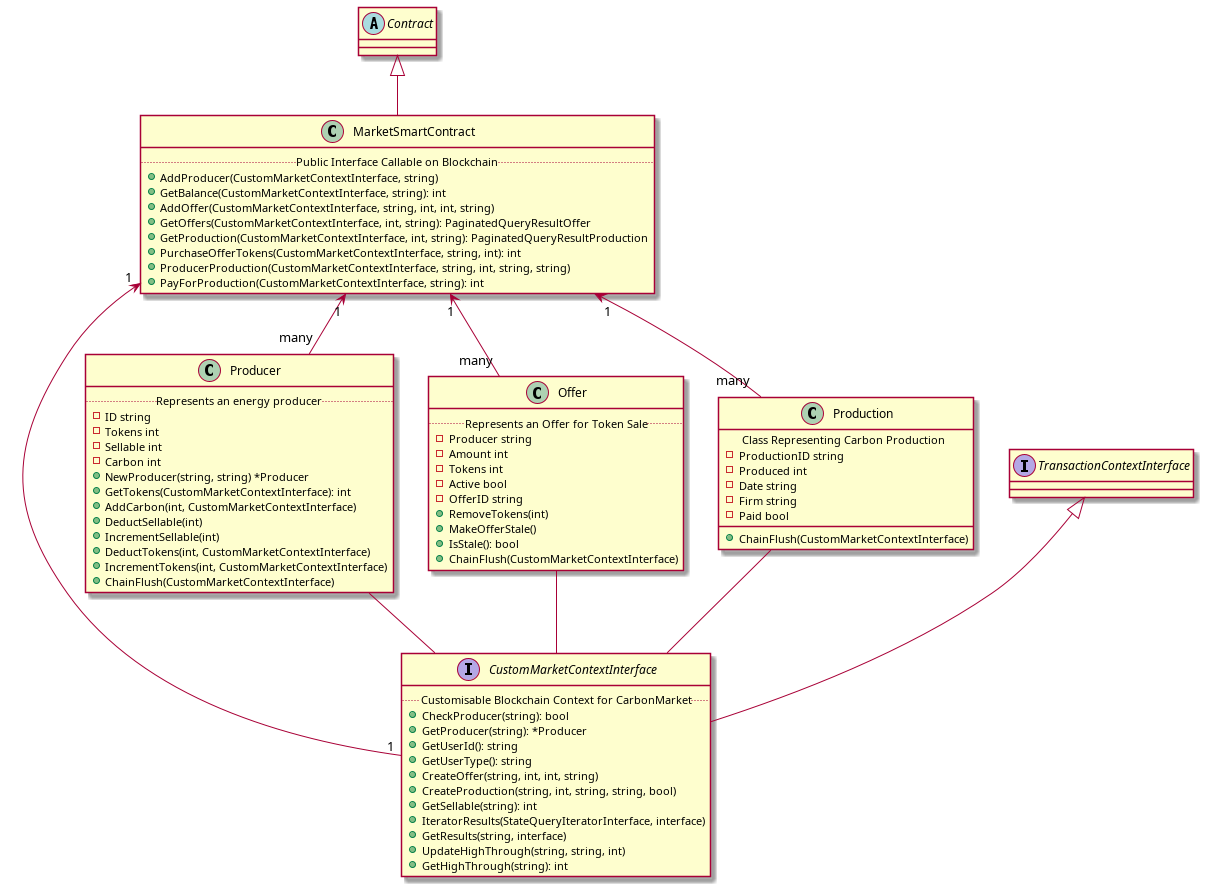 A Contract
C MarketSmartContract
Public Interface Callable on Blockchain
AddProducer(CustomMarketContextInterface, string)
GetBalance(CustomMarketContextInterface, string): int
AddOffer(CustomMarketContextInterface, string, int, int, string)
GetOffers(CustomMarketContextInterface, int, string): PaginatedQueryResultOffer
GetProduction(CustomMarketContextInterface, int, string): PaginatedQueryResultProduction
PurchaseOfferTokens(CustomMarketContextInterface, string, int): int
ProducerProduction(CustomMarketContextInterface, string, int, string, string)
PayForProduction(CustomMarketContextInterface, string): int
1
1
1
1
many
many
many
C Producer
Represents an energy producer
ID string
Tokens int
Sellable int
Carbon int
NewProducer(string, string) *Producer
GetTokens(CustomMarketContextInterface): int
AddCarbon(int, CustomMarketContextInterface)
DeductSellable(int)
IncrementSellable(int)
DeductTokens(int, CustomMarketContextInterface)
IncrementTokens(int, CustomMarketContextInterface)
ChainFlush(CustomMarketContextInterface)
C Offer
Represents an Offer for Token Sale
Producer string
Amount int
Tokens int
Active bool
OfferID string
RemoveTokens(int)
MakeOfferStale()
IsStale(): bool
ChainFlush(CustomMarketContextInterface)
C Production
Class Representing Carbon Production
ProductionID string
Produced int
Date string
Firm string
Paid bool
ChainFlush(CustomMarketContextInterface)
I TransactionContextInterface
1
I CustomMarketContextInterface
Customisable Blockchain Context for CarbonMarket
CheckProducer(string): bool
GetProducer(string): *Producer
GetUserId(): string
GetUserType(): string
CreateOffer(string, int, int, string)
CreateProduction(string, int, string, string, bool)
GetSellable(string): int
IteratorResults(StateQueryIteratorInterface, interface)
GetResults(string, interface)
UpdateHighThrough(string, string, int)
GetHighThrough(string): int